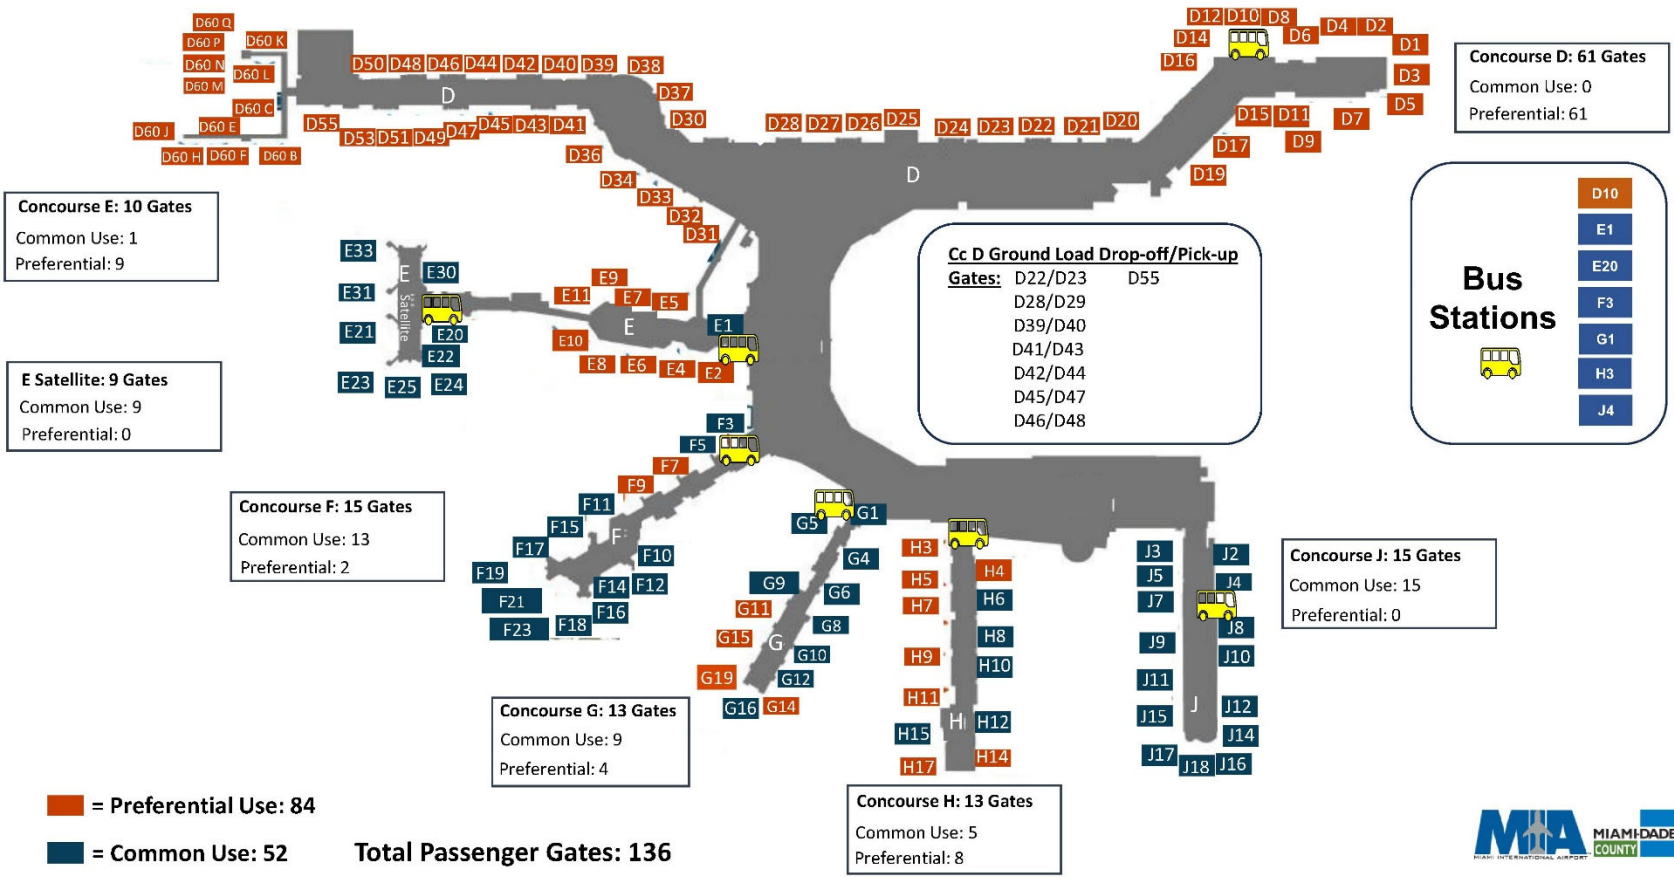 D60 Q
D60 P
D60 K
D60 N
D60 L
D60 M
D60 C
D60 J
D60 E
D60 H
D60 F
D60 B
D50
D48
D46
D44
D42
D40
D39
D38
D37
D30
D
D55
D53
D51
D49
D47
D45
D43
D41
D36
D34
D33
D32
D31
D28
D27
D26
D25
D24
D23
D22
D21
D20
D
D12
D10
D8
D6
D4
D2
D1
D14
D16
D3
D5
D15
D11
D7
D9
D17
D19
Concourse D: 61 Gates
Common Use: 0
Preferential: 61
Concourse E: 10 Gates
Common Use: 1
Preferential: 9
E33
E30
E31
E
Satellite
E21
E20
E22
E23
E25
E24
E9
E11
E7
E5
E
E1
E10
E8
E6
E4
E2
E Satellite: 9 Gates
Common Use: 9
Preferential: 0
Cc D Ground Load Drop-off/Pick-up
Gates: D22/D23 D55
D28/D29
D39/D40
D41/D43
D42/D44
D45/D47
D46/D48
Bus
Stations
D10
E1
E20
F3
G1
H3
J4
F3
F5
F7
F9
F11
F15
F
F17
F10
F19
F14
F12
F21
F16
F23
F18
Concourse F: 15 Gates
Common Use: 13
Preferential: 2
G1
G5
G4
G9
G6
G11
G8
G15
G
G10
G19
G12
G16
G14
Concourse G: 13 Gates
Common Use: 9
Preferential: 4
H3
H4
H5
H6
H7
H8
H9
H10
H11
H
H12
H15
H14
H17
Concourse H: 13 Gates
Common Use: 5
Preferential: 8
J3
J2
J5
J4
J7
J8
J9
J10
J11
J
J12
J15
J14
J17
J18
J16
Concourse J: 15 Gates
Common Use: 15
Preferential: 0
= Preferential Use: 84
= Common Use: 52
Total Passenger Gates: 136
MIA
MIAMI INTERNATIONAL AIRPORT
MIAMI-DADE
COUNTY